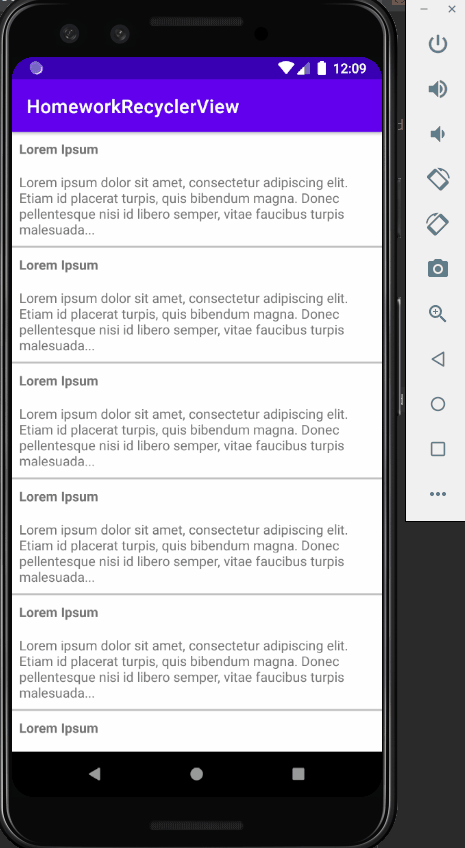 12:09
HomeworkRecyclerView
Lorem Ipsum
Lorem ipsum dolor sit amet, consectetur adipiscing elit.
Etiam id placerat turpis, quis bibendum magna. Donec
pellentesque nisi id libero semper, vitae faucibus turpis
malesuada...
Lorem Ipsum
Lorem ipsum dolor sit amet, consectetur adipiscing elit.
Etiam id placerat turpis, quis bibendum magna. Donec
pellentesque nisi id libero semper, vitae faucibus turpis
malesuada...
Lorem Ipsum
Lorem ipsum dolor sit amet, consectetur adipiscing elit.
Etiam id placerat turpis, quis bibendum magna. Donec
pellentesque nisi id libero semper, vitae faucibus turpis
malesuada...
Lorem Ipsum
Lorem ipsum dolor sit amet, consectetur adipiscing elit.
Etiam id placerat turpis, quis bibendum magna. Donec
pellentesque nisi id libero semper, vitae faucibus turpis
malesuada...
Lorem Ipsum
Lorem ipsum dolor sit amet, consectetur adipiscing elit.
Etiam id placerat turpis, quis bibendum magna. Donec
pellentesque nisi id libero semper, vitae faucibus turpis
malesuada...
Lorem Ipsum